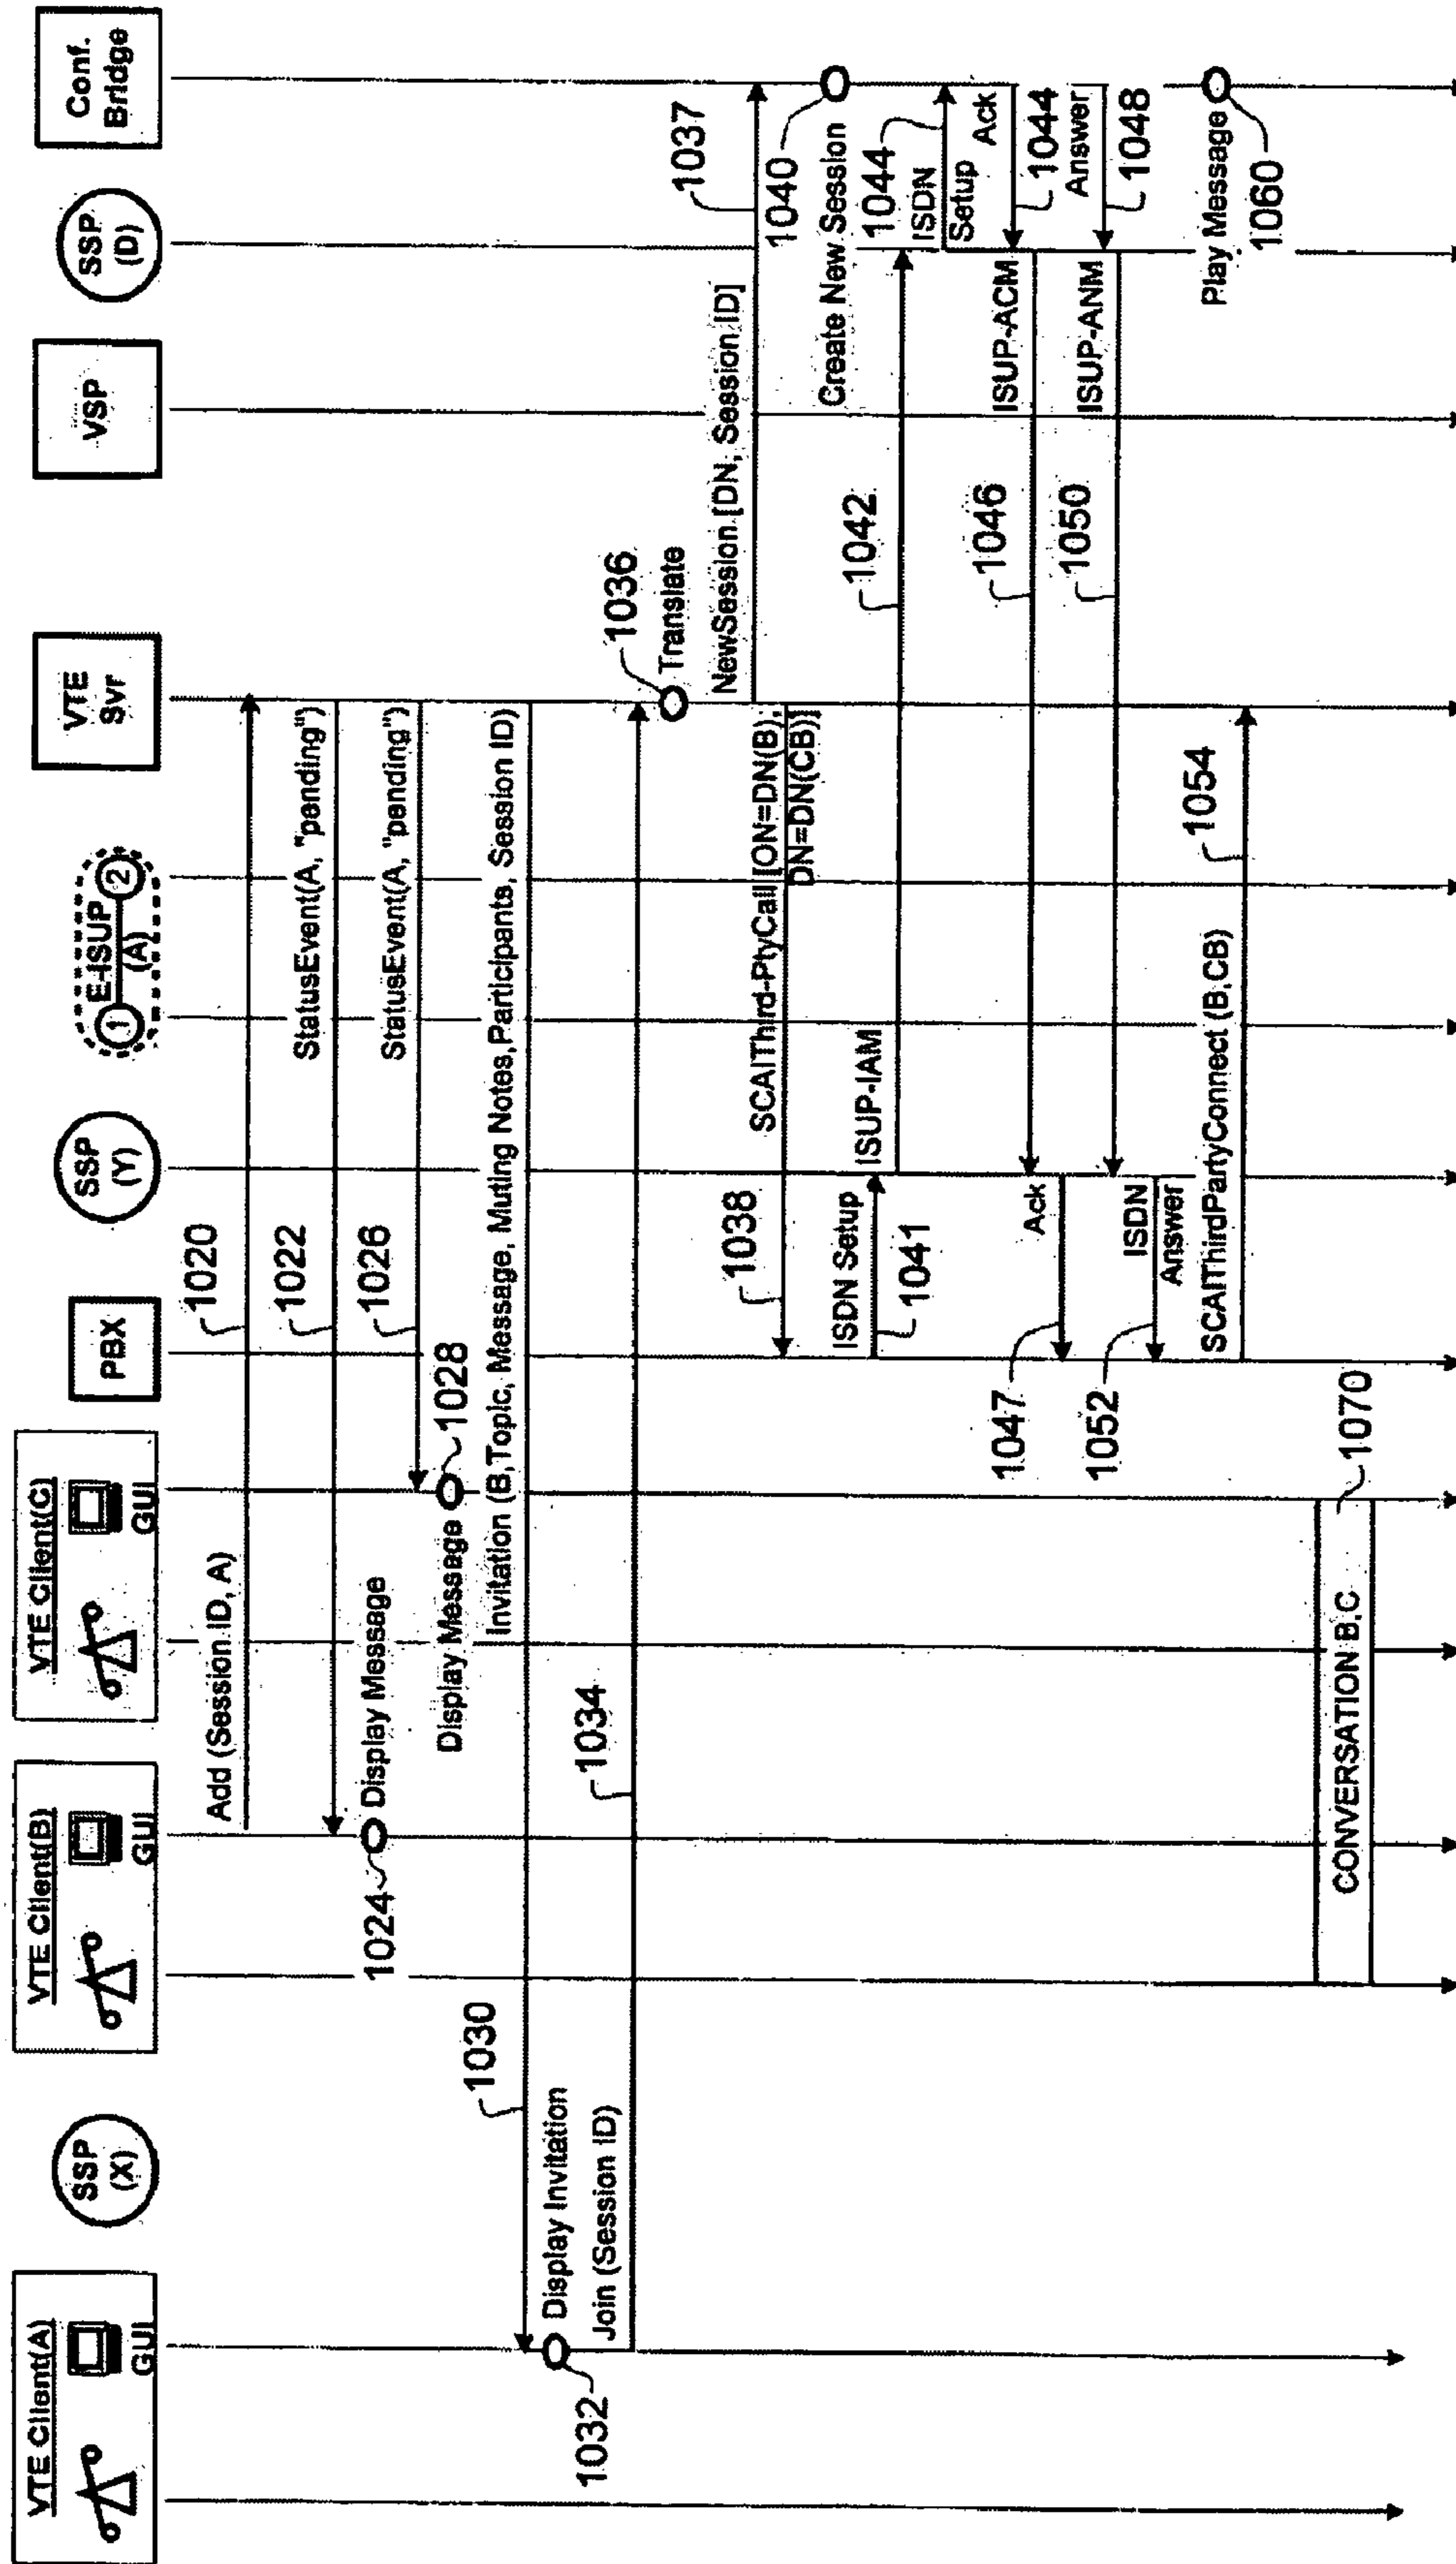 VTE Client(A)
GUI
SSP
(X)
VTE Client(B)
GUI
VTE Client(C)
GUI
PBX
SSP
(Y)
E-ISUP
1
2
(A)
VTE
Svr
VSP
SSP
(D)
Conf.
Bridge
Add (Session ID, A)
1020
1022
StatusEvent(A, "pending")
1024
Display Message
1026
StatusEvent(A, "pending")
Display Message
1028
1030
Invitation (B,Topic, Message, Muting Notes,Participants, Session ID)
1032
Display Invitation
Join (Session ID)
1034
1036
Translate
NewSession [DN, Session ID]
1037
1038
SCAIThird-PtyCall [ON=DN(B),
DN=DN(CB)]
1040
Create New Session
ISDN Setup
1041
ISUP-IAM
1042
1044
ISDN
Setup
Ack
1044
ISUP-ACM
1046
Ack
1047
Answer
1048
ISUP-ANM
1050
ISDN
Answer
1052
SCAIThirdPartyConnect (B,CB)
1054
Play Message
1060
CONVERSATION B,C
1070